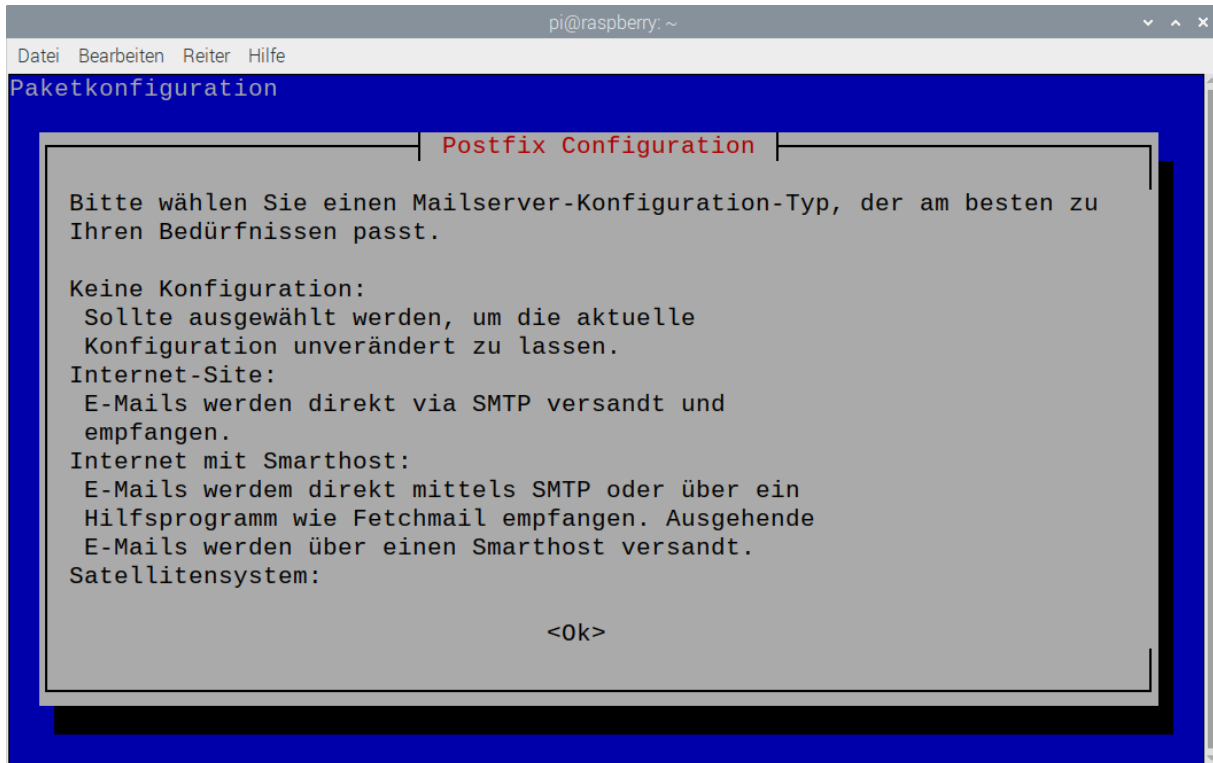 pi@raspberry: ~
Datei Bearbeiten Reiter Hilfe
Paketkonfiguration
Postfix Configuration
Bitte wählen Sie einen Mailserver-Konfiguration-Typ, der am besten zu
Ihren Bedürfnissen passt.
Keine Konfiguration:
Sollte ausgewählt werden, um die aktuelle
Konfiguration unverändert zu lassen.
Internet-Site:
E-Mails werden direkt via SMTP versandt und
empfangen.
Internet mit Smarthost:
E-Mails werdem direkt mittels SMTP oder über ein
Hilfsprogramm wie Fetchmail empfangen. Ausgehende
E-Mails werden über einen Smarthost versandt.
Satellitensystem:
<Ok>